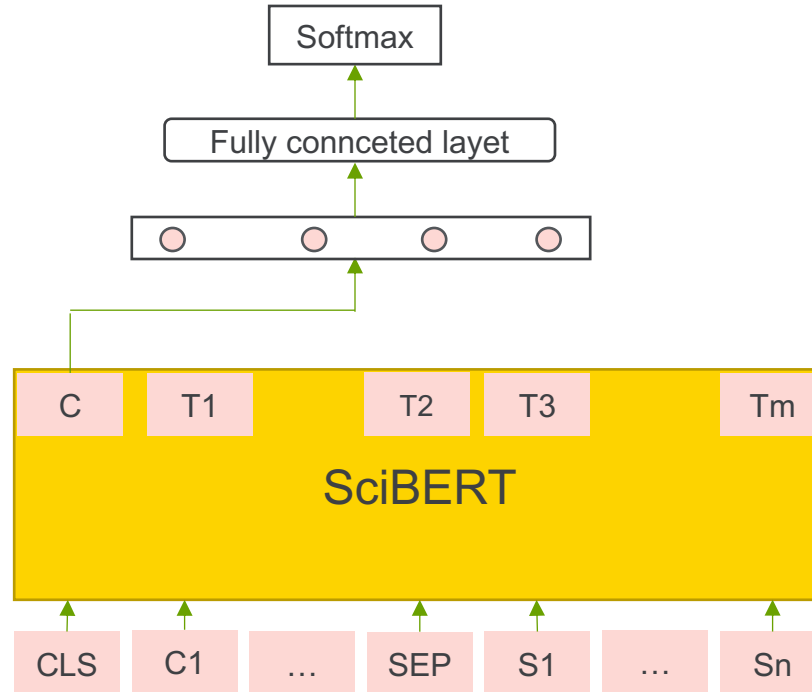 Softmax
Fully connceted layet
C T1 T2 T3 Tm
SciBERT
CLS C1 ... SEP S1 ... Sn